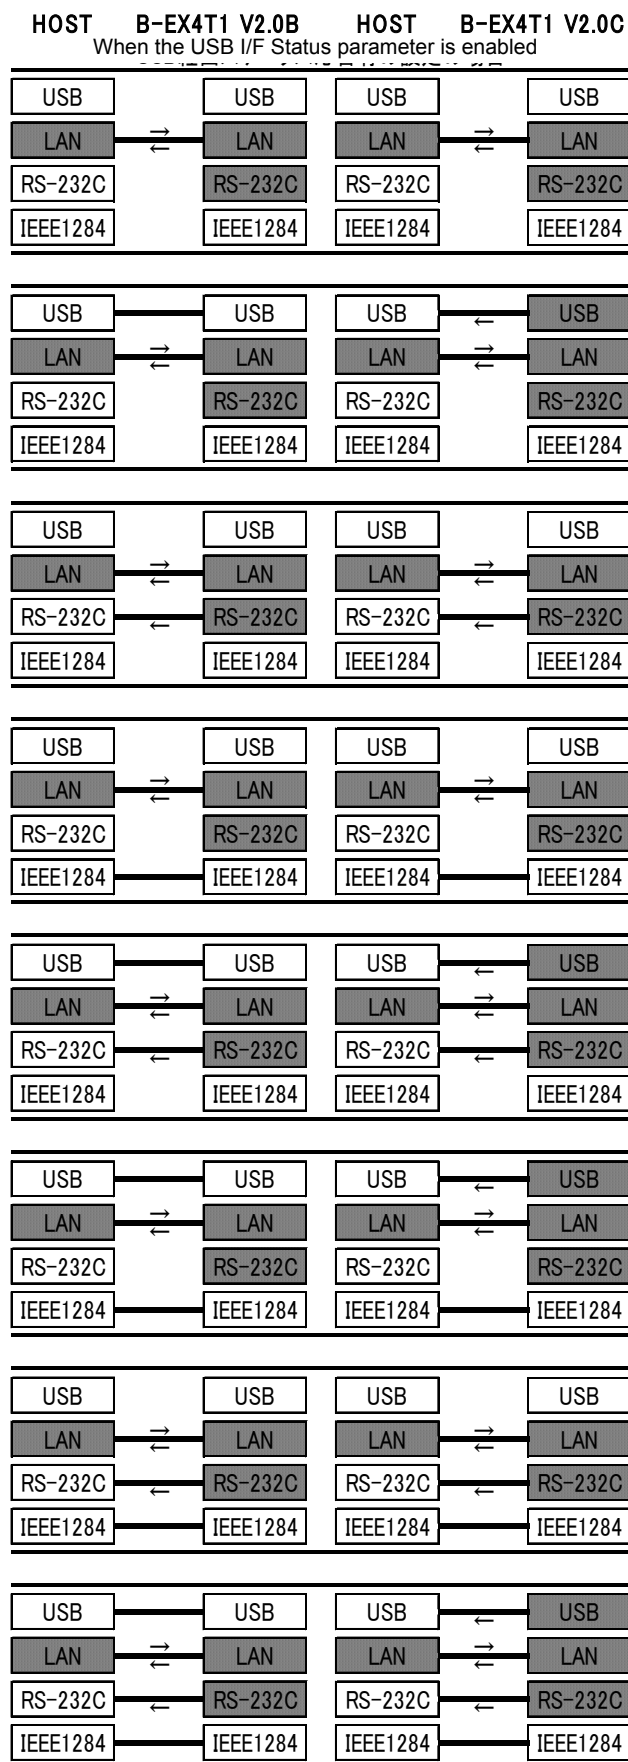 HOST B-EX4T1 V2.0B HOST B-EX4T1 V2.0C
When the USB I/F Status parameter is enabled
USB USB USB USB
LAN → ← LAN LAN → ← LAN
RS-232C RS-232C RS-232C RS-232C
IEEE1284 IEEE1284 IEEE1284 IEEE1284
USB USB USB ← USB
LAN → ← LAN LAN → ← LAN
RS-232C RS-232C RS-232C RS-232C
IEEE1284 IEEE1284 IEEE1284 IEEE1284
USB USB USB USB
LAN → ← LAN LAN → ← LAN
RS-232C ← RS-232C RS-232C ← RS-232C
IEEE1284 IEEE1284 IEEE1284 IEEE1284
USB USB USB USB
LAN → ← LAN LAN → ← LAN
RS-232C RS-232C RS-232C RS-232C
IEEE1284 IEEE1284 IEEE1284 IEEE1284
USB USB USB ← USB
LAN → ← LAN LAN → ← LAN
RS-232C ← RS-232C RS-232C ← RS-232C
IEEE1284 IEEE1284 IEEE1284 IEEE1284
USB USB USB ← USB
LAN → ← LAN LAN → ← LAN
RS-232C RS-232C RS-232C RS-232C
IEEE1284 IEEE1284 IEEE1284 IEEE1284
USB USB USB USB
LAN → ← LAN LAN → ← LAN
RS-232C ← RS-232C RS-232C ← RS-232C
IEEE1284 IEEE1284 IEEE1284 IEEE1284
USB USB USB ← USB
LAN → ← LAN LAN → ← LAN
RS-232C ← RS-232C RS-232C ← RS-232C
IEEE1284 IEEE1284 IEEE1284 IEEE1284